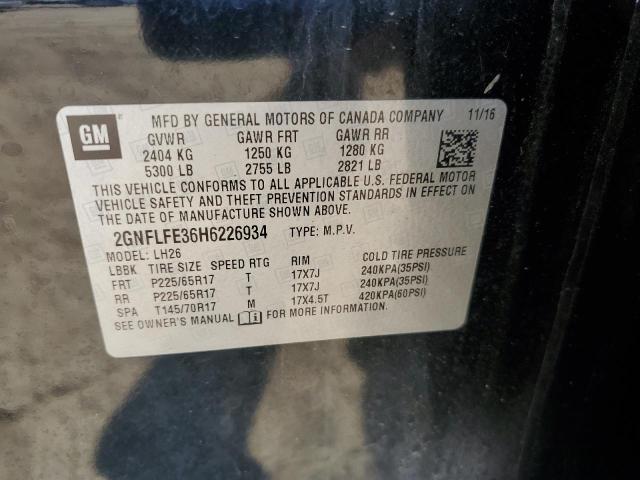 GM
MFD BY GENERAL MOTORS OF CANADA COMPANY 11/16
GVWR GAWR FRT GAWR RR
2404 KG 1250 KG 1280 KG
5300 LB 2755 LB 2821 LB
THIS VEHICLE CONFORMS TO ALL APPLICABLE U.S. FEDERAL MOTOR
VEHICLE SAFETY AND THEFT PREVENTION STANDARDS IN EFFECT ON
THE DATE OF MANUFACTURE SHOWN ABOVE.
2GNFLFE36H6226934 TYPE: M.P.V.
MODEL: LH26
LBBK TIRE SIZE SPEED RTG RIM COLD TIRE PRESSURE
FRT P225/65R17 T 17X7J 240KPA(35PSI)
RR P225/65R17 T 17X7J 240KPA(35PSI)
SPA T145/70R17 M 17X4.5T 420KPA(60PSI)
SEE OWNER'S MANUAL FOR MORE INFORMATION.